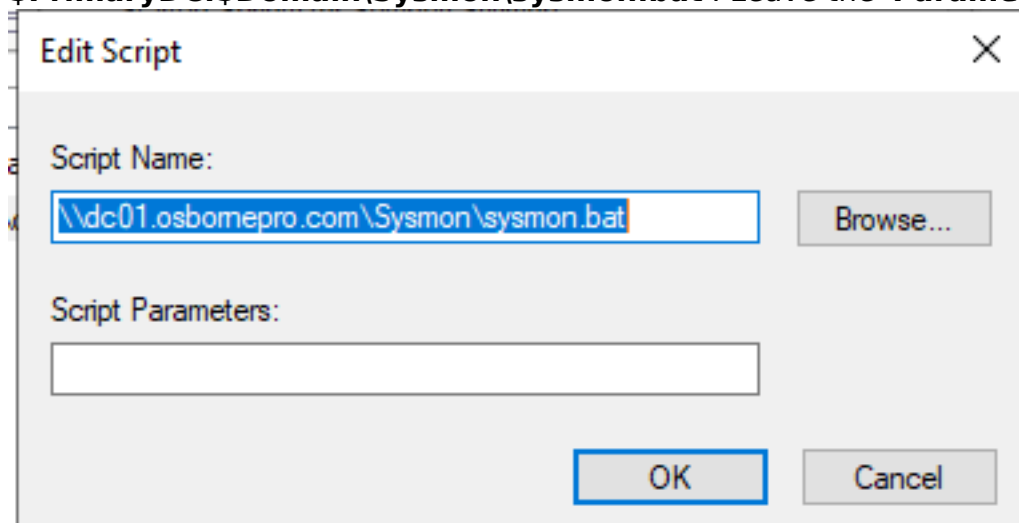 Edit Script
Script Name:
\\dc01.osbornepro.com\Sysmon\sysmon.bat
Browse...
Script Parameters:
OK
Cancel